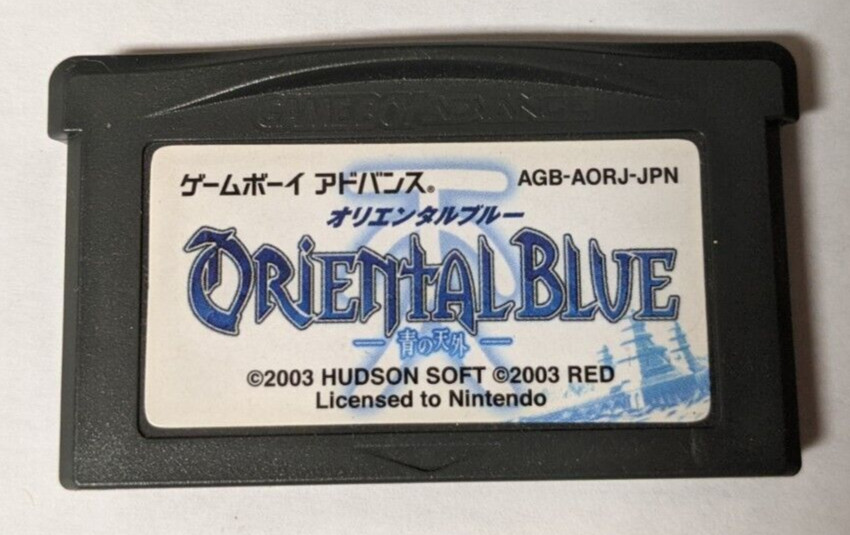 GAME BOY ADVANCE
ゲームボーイ アドバンス® AGB-AORJ-JPN
オリエンタルブルー
ORIENTAL BLUE
— 青の天外 —
©2003 HUDSON SOFT ©2003 RED
Licensed to Nintendo